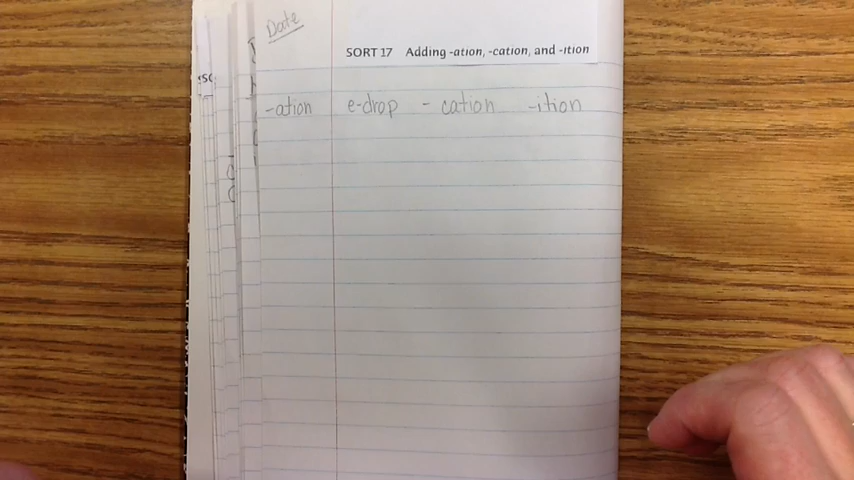 Date
SORT 17 Adding -ation, -cation, and -ition
-ation e-drop - cation -ition